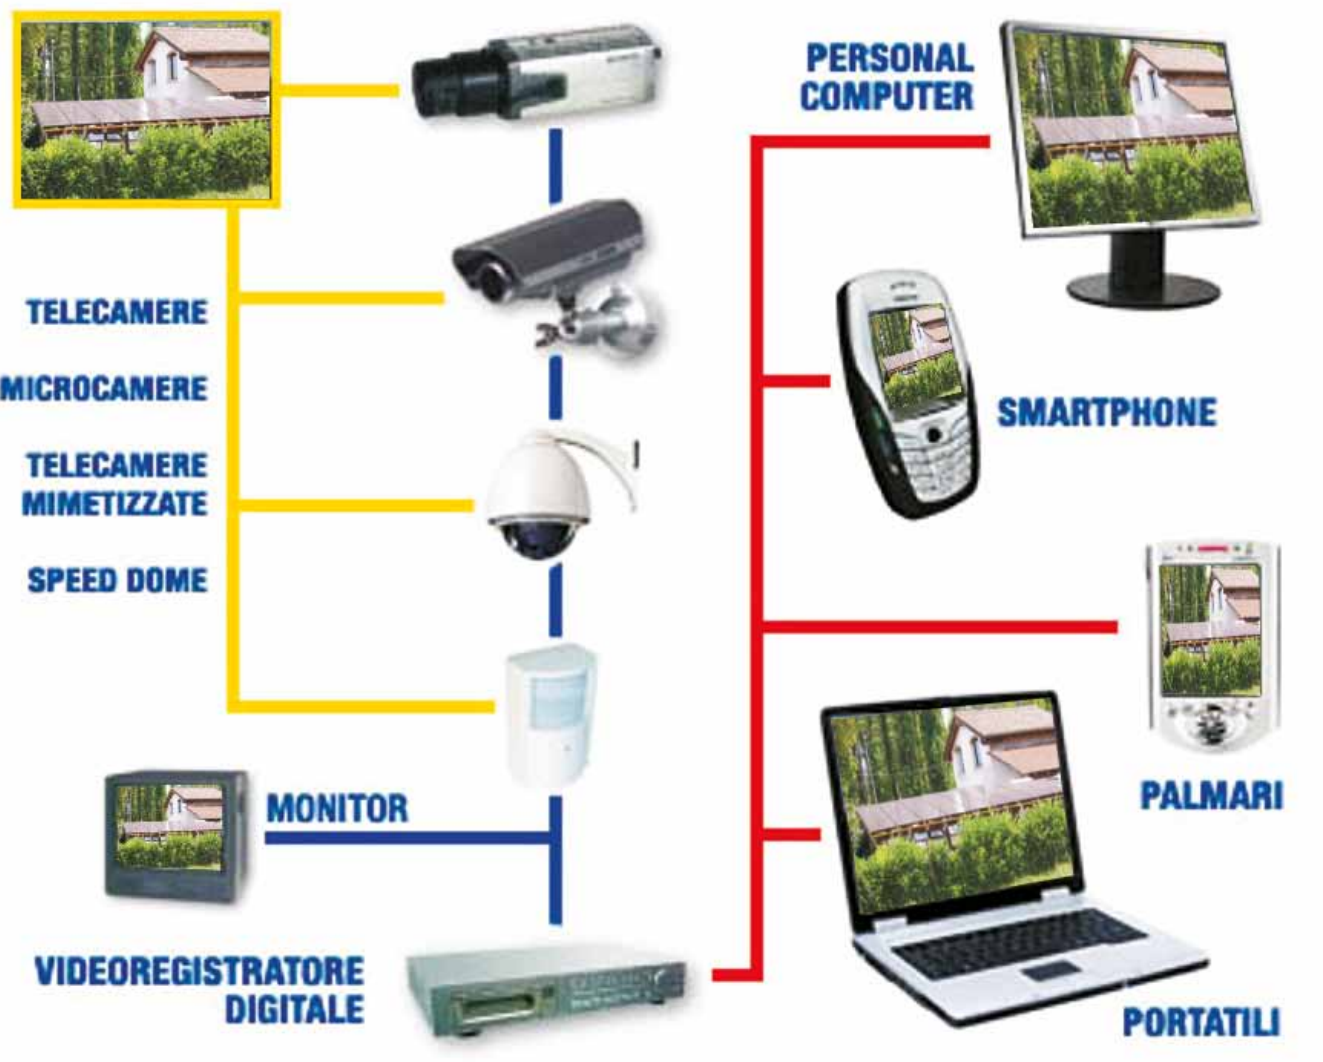 PERSONAL
COMPUTER
TELECAMERE
MICROCAMERE
TELECAMERE
MIMETIZZATE
SPEED DOME
SMARTPHONE
MONITOR
PALMARI
VIDEOREGISTRATORE
DIGITALE
PORTATILI